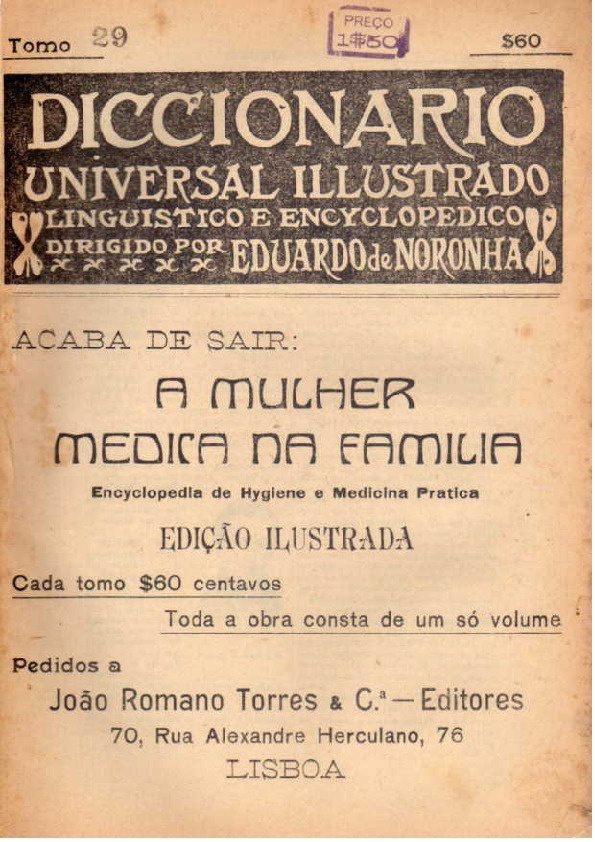 Tomo 29
PREÇO
1$50
$60
DICCIONARIO
UNIVERSAL ILLUSTRADO
LINGUISTICO E ENCYCLOPEDICO
DIRIGIDO POR EDUARDO de NORONHA
ACABA DE SAIR:
A MULHER
MEDICA NA FAMILIA
Encyclopedia de Hygiene e Medicina Pratica
EDIÇÃO ILUSTRADA
Cada tomo $60 centavos
Toda a obra consta de um só volume
Pedidos a
João Romano Torres & C.ª — Editores
70, Rua Alexandre Herculano, 76
LISBOA